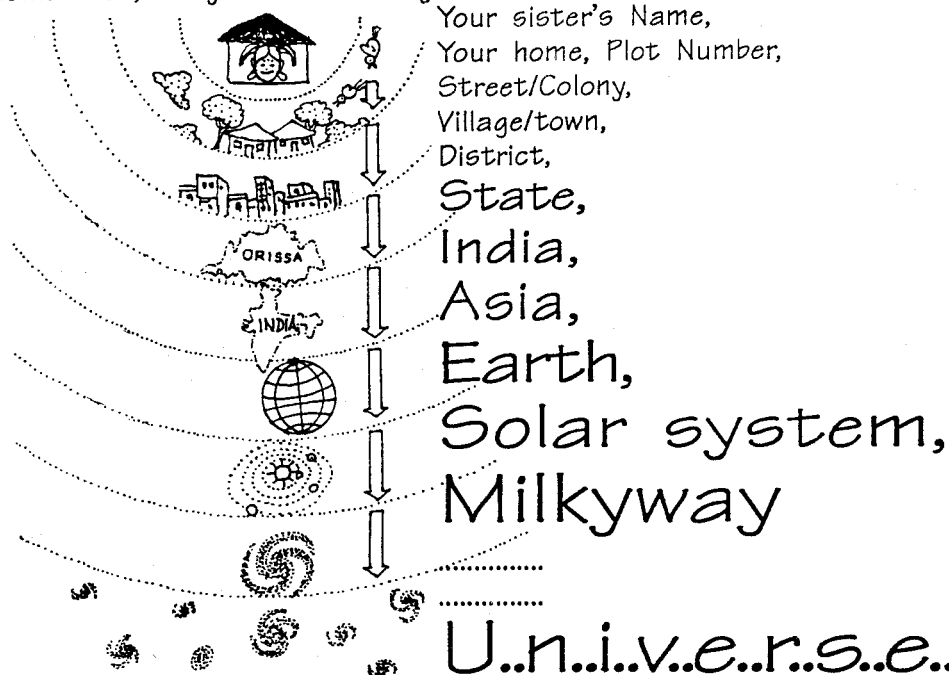 Your sister's Name,
Your home, Plot Number,
Street/Colony,
Village/town,
District,
State,
India,
Asia,
Earth,
Solar system,
Milkyway
..................
..................
U..n..i..v..e..r..s..e..
ORISSA
INDIA